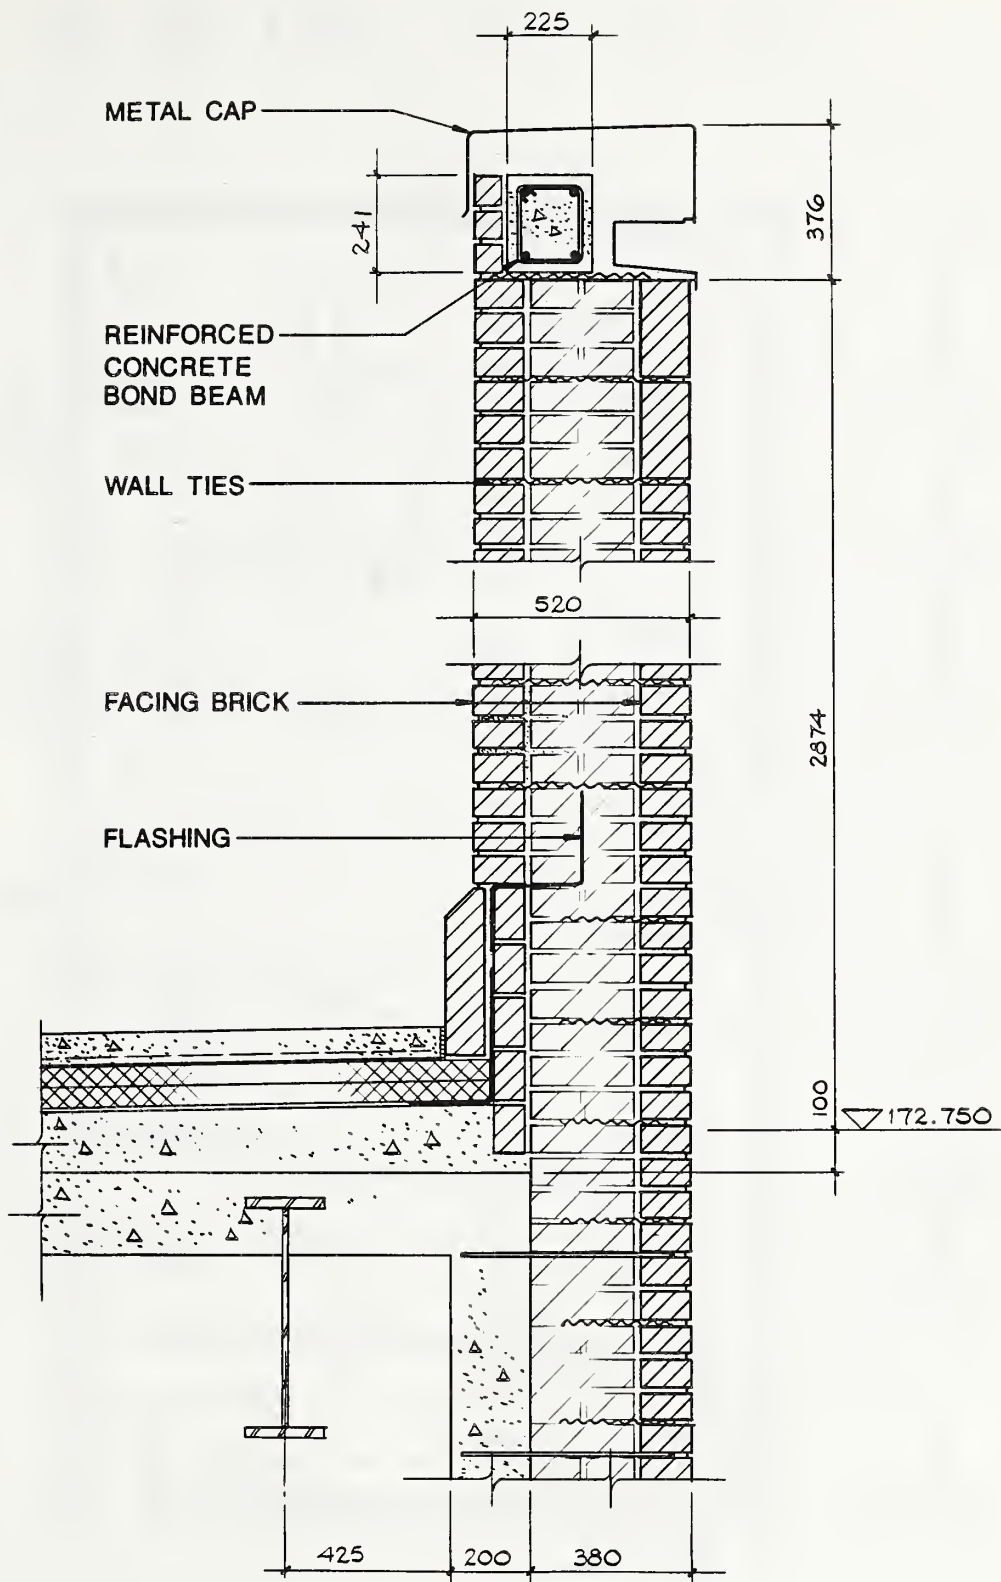 225
METAL CAP
241
376
REINFORCED
CONCRETE
BOND BEAM
WALL TIES
520
FACING BRICK
2874
FLASHING
100
172.750
425
200
380